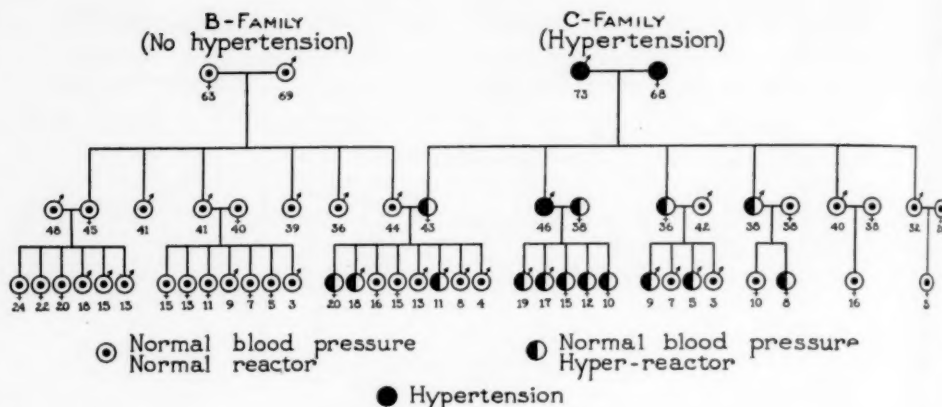 B-FAMILY C-FAMILY
(No hypertension) (Hypertension)
63 69 73 68
48 45 41 41 40 39 36 44 43 46 38 36 42 38 38 40 38 32
24 22 20 18 15 13 15 13 11 9 7 5 3 20 18 16 15 13 11 8 4 19 17 15 12 10 9 7 5 3 10 8 16 5
Normal blood pressure Normal blood pressure
Normal reactor Hyper-reactor
Hypertension